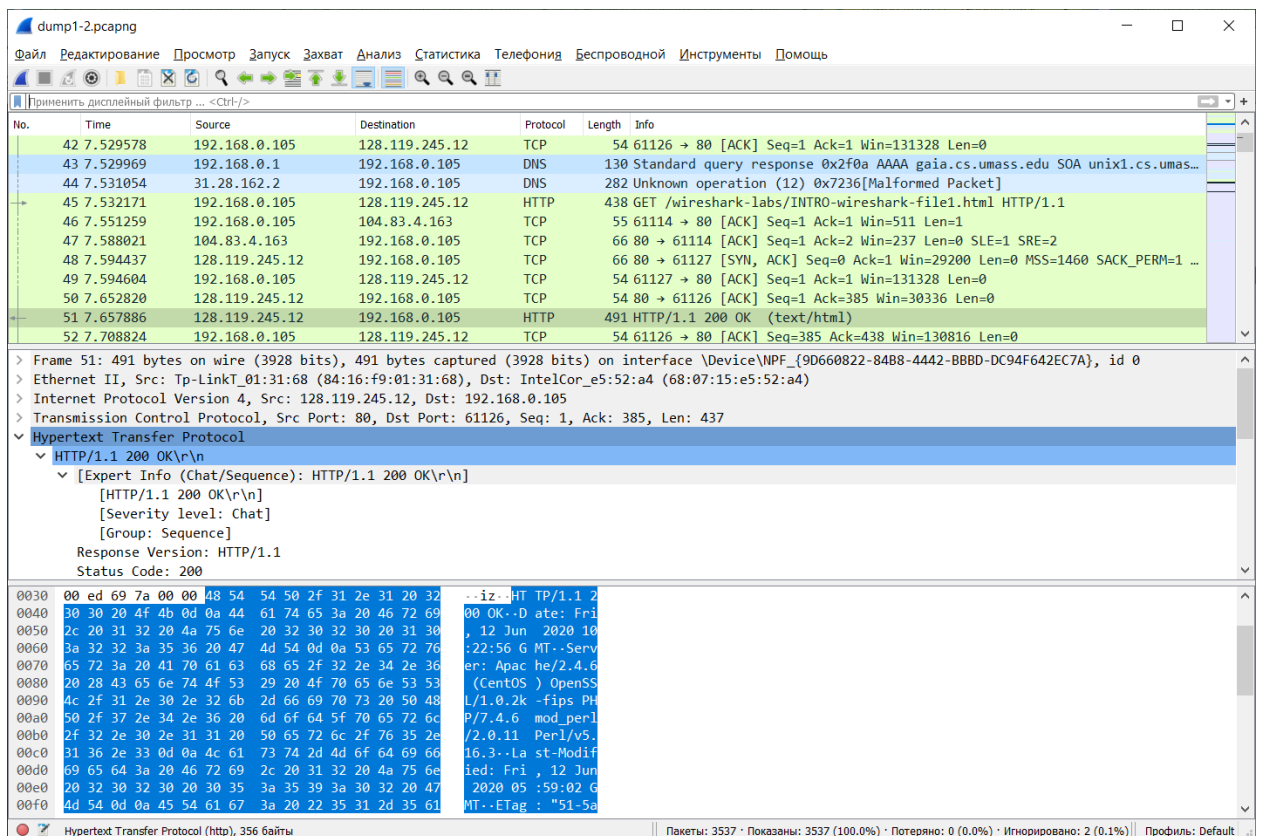 dump1-2.pcapng
Файл Редактирование Просмотр Запуск Захват Анализ Статистика Телефония Беспроводной Инструменты Помощь
Применить дисплейный фильтр ... <Ctrl-/>
No. Time Source Destination Protocol Length Info
42 7.529578 192.168.0.105 128.119.245.12 TCP 54 61126 → 80 [ACK] Seq=1 Ack=1 Win=131328 Len=0
43 7.529969 192.168.0.1 192.168.0.105 DNS 130 Standard query response 0x2f0a AAAA gaia.cs.umass.edu SOA unix1.cs.umas…
44 7.531054 31.28.162.2 192.168.0.105 DNS 282 Unknown operation (12) 0x7236[Malformed Packet]
45 7.532171 192.168.0.105 128.119.245.12 HTTP 438 GET /wireshark-labs/INTRO-wireshark-file1.html HTTP/1.1
46 7.551259 192.168.0.105 104.83.4.163 TCP 55 61114 → 80 [ACK] Seq=1 Ack=1 Win=511 Len=1
47 7.588021 104.83.4.163 192.168.0.105 TCP 66 80 → 61114 [ACK] Seq=1 Ack=2 Win=237 Len=0 SLE=1 SRE=2
48 7.594437 128.119.245.12 192.168.0.105 TCP 66 80 → 61127 [SYN, ACK] Seq=0 Ack=1 Win=29200 Len=0 MSS=1460 SACK_PERM=1 …
49 7.594604 192.168.0.105 128.119.245.12 TCP 54 61127 → 80 [ACK] Seq=1 Ack=1 Win=131328 Len=0
50 7.652820 128.119.245.12 192.168.0.105 TCP 54 80 → 61126 [ACK] Seq=1 Ack=385 Win=30336 Len=0
51 7.657886 128.119.245.12 192.168.0.105 HTTP 491 HTTP/1.1 200 OK (text/html)
52 7.708824 192.168.0.105 128.119.245.12 TCP 54 61126 → 80 [ACK] Seq=385 Ack=438 Win=130816 Len=0
Frame 51: 491 bytes on wire (3928 bits), 491 bytes captured (3928 bits) on interface \Device\NPF_{9D660822-84B8-4442-BBBD-DC94F642EC7A}, id 0
Ethernet II, Src: Tp-LinkT_01:31:68 (84:16:f9:01:31:68), Dst: IntelCor_e5:52:a4 (68:07:15:e5:52:a4)
Internet Protocol Version 4, Src: 128.119.245.12, Dst: 192.168.0.105
Transmission Control Protocol, Src Port: 80, Dst Port: 61126, Seq: 1, Ack: 385, Len: 437
Hypertext Transfer Protocol
HTTP/1.1 200 OK\r\n
[Expert Info (Chat/Sequence): HTTP/1.1 200 OK\r\n]
[HTTP/1.1 200 OK\r\n]
[Severity level: Chat]
[Group: Sequence]
Response Version: HTTP/1.1
Status Code: 200
0030 00 ed 69 7a 00 00 48 54 54 50 2f 31 2e 31 20 32 ··iz··HT TP/1.1 2
0040 30 30 20 4f 4b 0d 0a 44 61 74 65 3a 20 46 72 69 00 OK··D ate: Fri
0050 2c 20 31 32 20 4a 75 6e 20 32 30 32 30 20 31 30 , 12 Jun 2020 10
0060 3a 32 32 3a 35 36 20 47 4d 54 0d 0a 53 65 72 76 :22:56 G MT··Serv
0070 65 72 3a 20 41 70 61 63 68 65 2f 32 2e 34 2e 36 er: Apac he/2.4.6
0080 20 28 43 65 6e 74 4f 53 29 20 4f 70 65 6e 53 53 (CentOS ) OpenSS
0090 4c 2f 31 2e 30 2e 32 6b 2d 66 69 70 73 20 50 48 L/1.0.2k -fips PH
00a0 50 2f 37 2e 34 2e 36 20 6d 6f 64 5f 70 65 72 6c P/7.4.6 mod_perl
00b0 2f 32 2e 30 2e 31 31 20 50 65 72 6c 2f 76 35 2e /2.0.11 Perl/v5.
00c0 31 36 2e 33 0d 0a 4c 61 73 74 2d 4d 6f 64 69 66 16.3··La st-Modif
00d0 69 65 64 3a 20 46 72 69 2c 20 31 32 20 4a 75 6e ied: Fri , 12 Jun
00e0 20 32 30 32 30 20 30 35 3a 35 39 3a 30 32 20 47 2020 05 :59:02 G
00f0 4d 54 0d 0a 45 54 61 67 3a 20 22 35 31 2d 35 61 MT··ETag : "51-5a
Hypertext Transfer Protocol (http), 356 байты Пакеты: 3537 · Показаны: 3537 (100.0%) · Потеряно: 0 (0.0%) · Игнорировано: 2 (0.1%) Профиль: Default